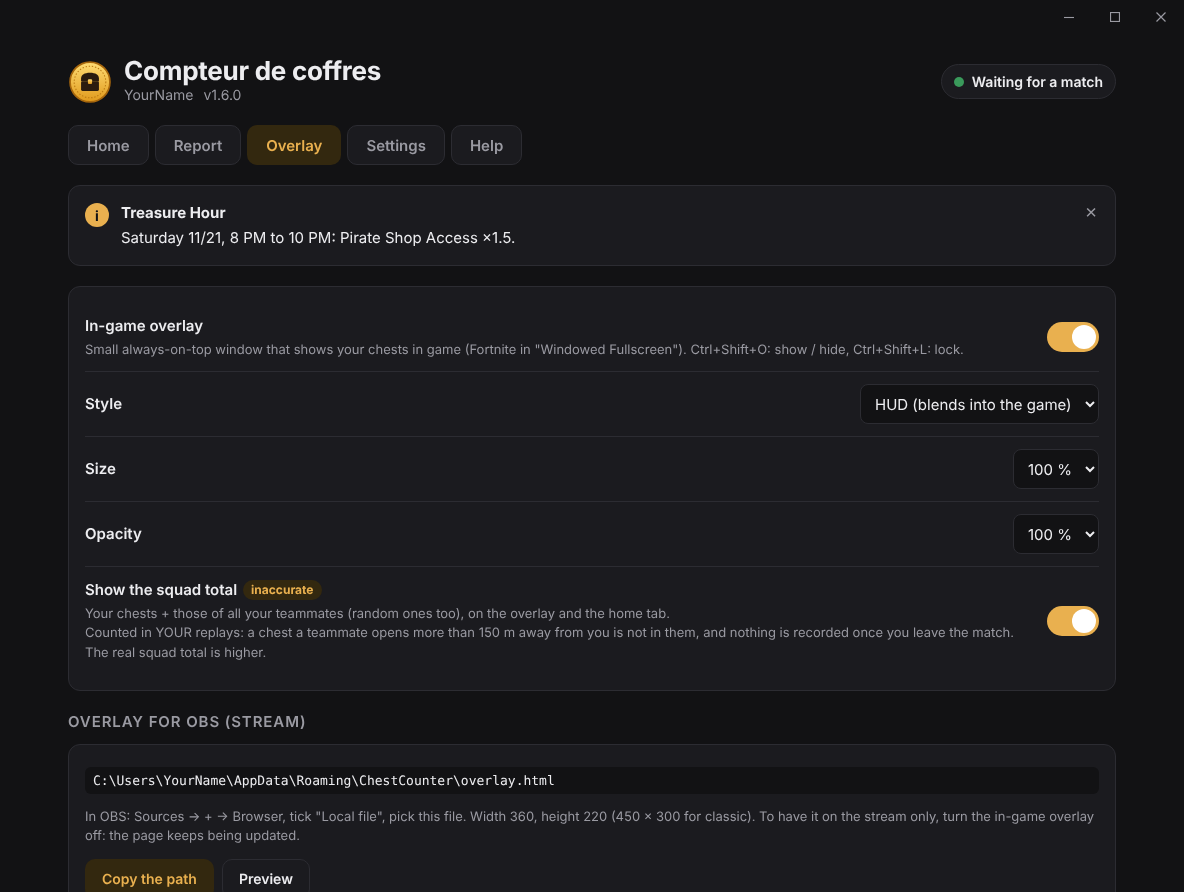 Compteur de coffres
YourName v1.6.0
Waiting for a match
Home Report Overlay Settings Help
i
Treasure Hour
Saturday 11/21, 8 PM to 10 PM: Pirate Shop Access ×1.5.
In-game overlay
Small always-on-top window that shows your chests in game (Fortnite in "Windowed Fullscreen"). Ctrl+Shift+O: show / hide, Ctrl+Shift+L: lock.
Style
HUD (blends into the game)
Size
100 %
Opacity
100 %
Show the squad total inaccurate
Your chests + those of all your teammates (random ones too), on the overlay and the home tab.
Counted in YOUR replays: a chest a teammate opens more than 150 m away from you is not in them, and nothing is recorded once you leave the match.
The real squad total is higher.
OVERLAY FOR OBS (STREAM)
C:\Users\YourName\AppData\Roaming\ChestCounter\overlay.html
In OBS: Sources → + → Browser, tick "Local file", pick this file. Width 360, height 220 (450 × 300 for classic). To have it on the stream only, turn the in-game overlay
off: the page keeps being updated.
Copy the path Preview